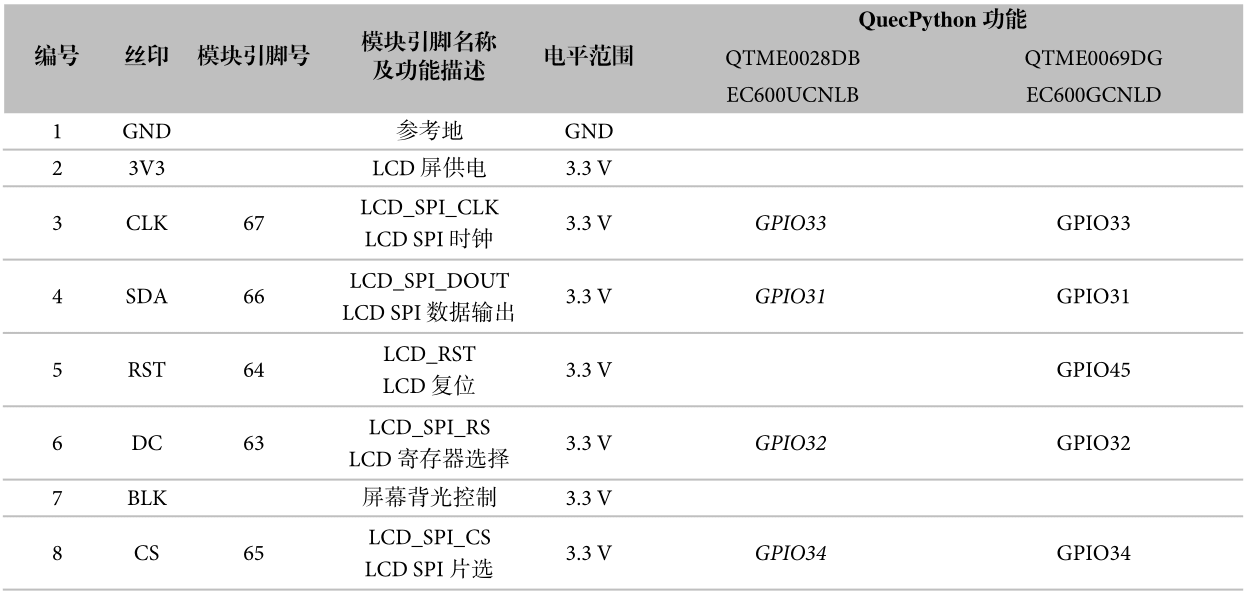 编号 丝印 模块引脚号 模块引脚名称及功能描述 电平范围 QuecPython 功能
QTME0028DB QTME0069DG
EC600UCNLB EC600GCNLD
1 GND 参考地 GND
2 3V3 LCD 屏供电 3.3 V
3 CLK 67 LCD_SPI_CLK 3.3 V GPIO33 GPIO33
LCD SPI 时钟
4 SDA 66 LCD_SPI_DOUT 3.3 V GPIO31 GPIO31
LCD SPI 数据输出
5 RST 64 LCD_RST 3.3 V GPIO45
LCD 复位
6 DC 63 LCD_SPI_RS 3.3 V GPIO32 GPIO32
LCD 寄存器选择
7 BLK 屏幕背光控制 3.3 V
8 CS 65 LCD_SPI_CS 3.3 V GPIO34 GPIO34
LCD SPI 片选